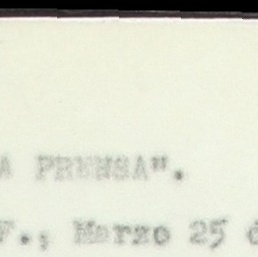 A PRENSA".
F., Marzo 25 d